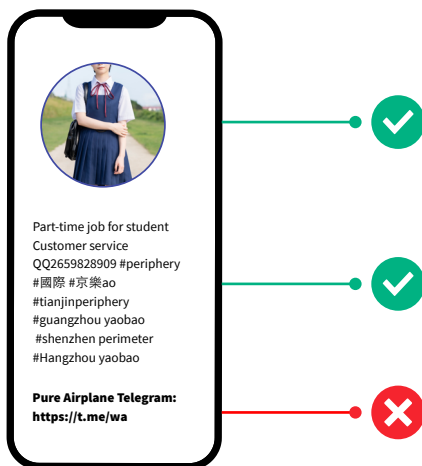 Part-time job for student
Customer service
QQ2659828909 #periphery
#國際 #京樂ao
#tianjinperiphery
#guangzhou yaobao
#shenzhen perimeter
#Hangzhou yaobao
Pure Airplane Telegram:
https://t.me/wa